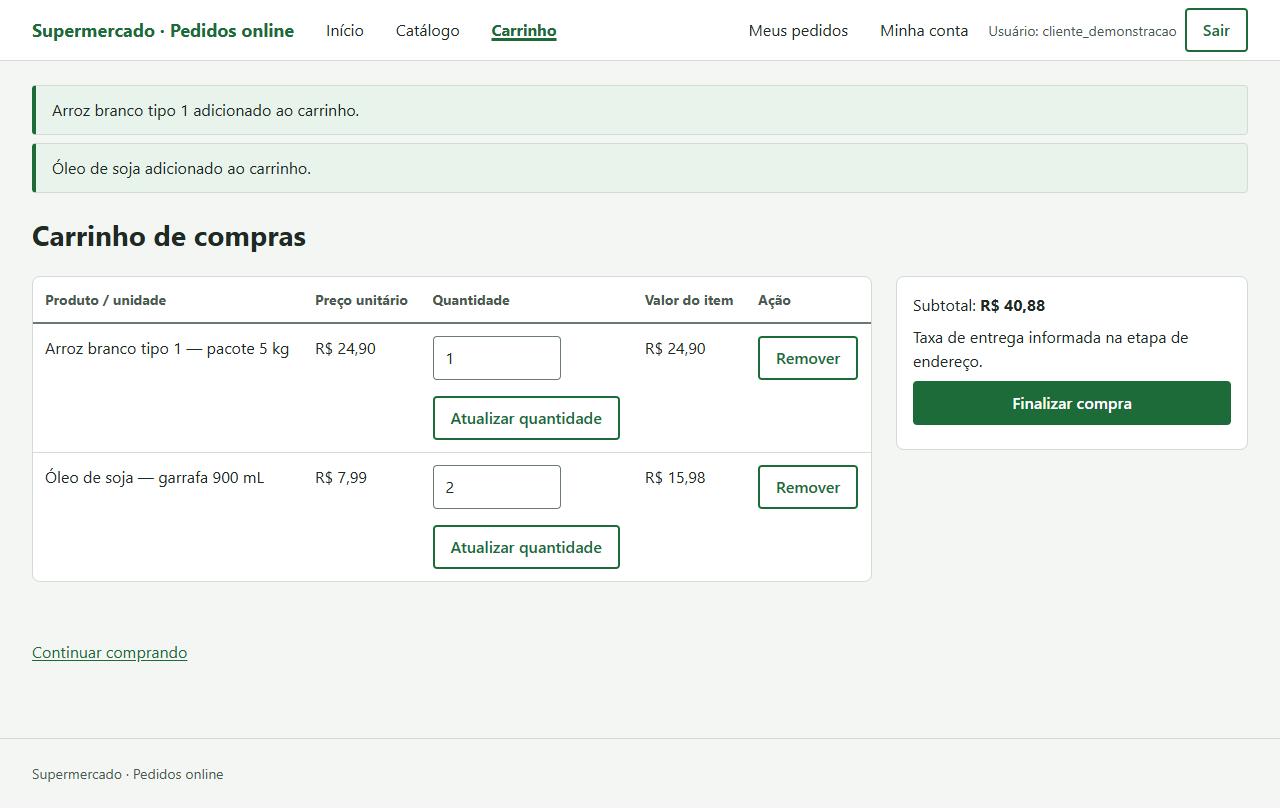 Supermercado · Pedidos online Início Catálogo Carrinho Meus pedidos Minha conta Usuário: cliente_demonstracao Sair
Arroz branco tipo 1 adicionado ao carrinho.
Óleo de soja adicionado ao carrinho.
Carrinho de compras
Produto / unidade Preço unitário Quantidade Valor do item Ação
Arroz branco tipo 1 — pacote 5 kg R$ 24,90 1 R$ 24,90 Remover
Atualizar quantidade
Óleo de soja — garrafa 900 mL R$ 7,99 2 R$ 15,98 Remover
Atualizar quantidade
Subtotal: R$ 40,88
Taxa de entrega informada na etapa de
endereço.
Finalizar compra
Continuar comprando
Supermercado · Pedidos online